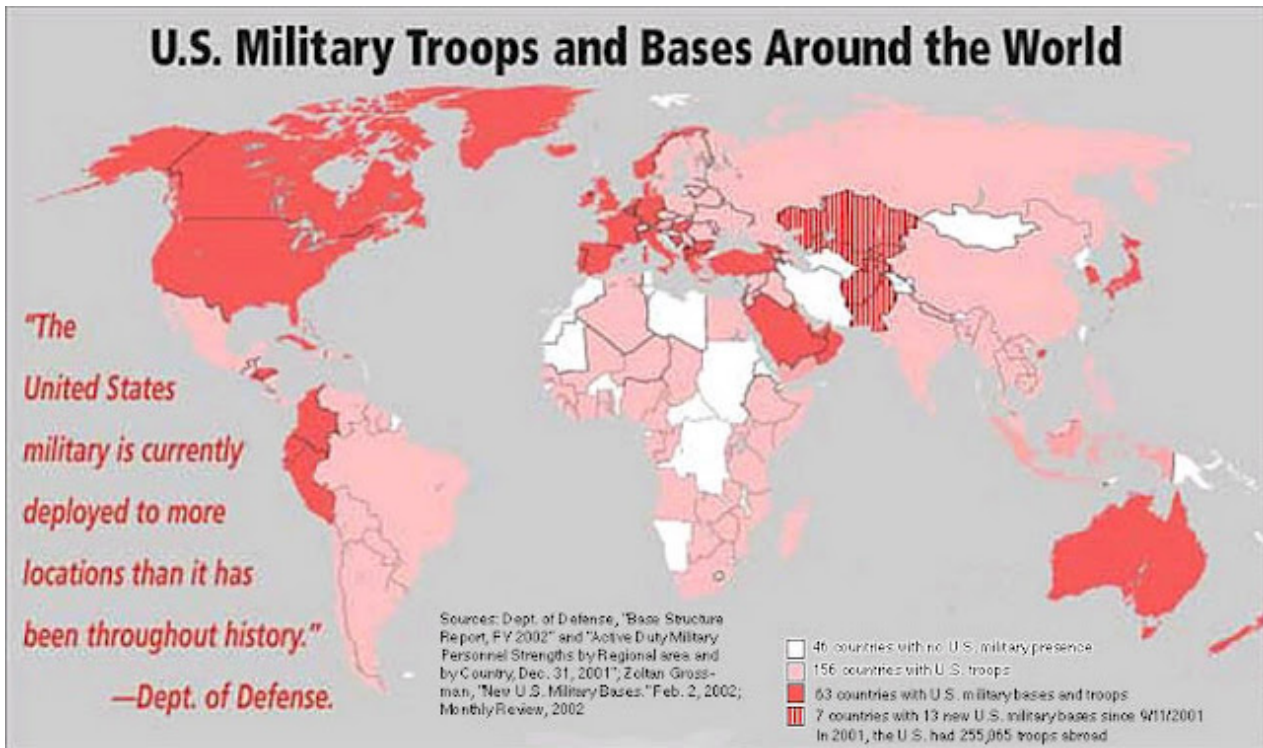 U.S. Military Troops and Bases Around the World
"The
United States
military is currently
deployed to more
locations than it has
been throughout history."
—Dept. of Defense.
Sources: Dept. of Defense, "Base Structure
Report, FY 2002" and "Active Duty Military
Personnel Strengths by Regional area and
by Country, Dec. 31, 2001"; Zoltan Gross-
man, "New U.S. Military Bases." Feb. 2, 2002;
Monthly Review, 2002
46 countries with no U.S. military presence
156 countries with U.S. troops
63 countries with U.S. military bases and troops
7 countries with 13 new U.S. military bases since 9/11/2001
In 2001, the U.S. had 255,065 troops abroad